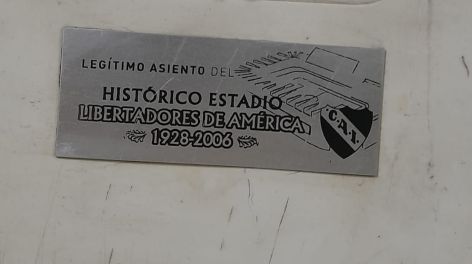 LEGÍTIMO ASIENTO DEL
HISTÓRICO ESTADIO
LIBERTADORES DE AMÉRICA
1928-2006
C.A.I.